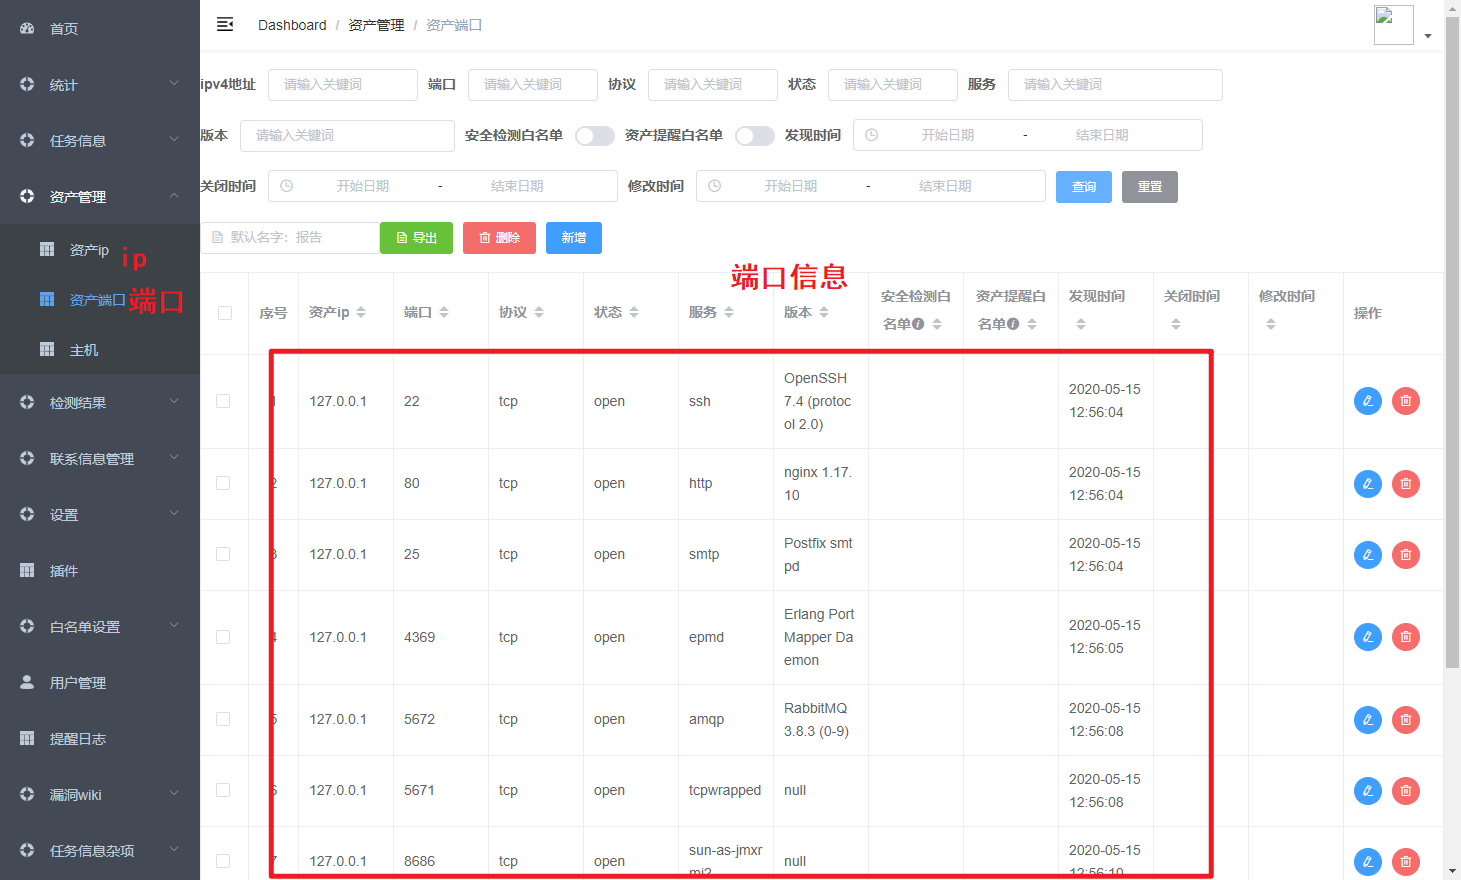 首页
统计
任务信息
资产管理
资产ip
ip
资产端口
端口
主机
检测结果
联系信息管理
设置
插件
白名单设置
用户管理
提醒日志
漏洞wiki
任务信息杂项
Dashboard / 资产管理 / 资产端口
ipv4地址 请输入关键词 端口 请输入关键词 协议 请输入关键词 状态 请输入关键词 服务 请输入关键词
版本 请输入关键词 安全检测白名单 资产提醒白名单 发现时间 开始日期 - 结束日期
关闭时间 开始日期 - 结束日期 修改时间 开始日期 - 结束日期 查询 重置
默认名字：报告 导出 删除 新增
端口信息
序号 资产ip 端口 协议 状态 服务 版本 安全检测白名单 资产提醒白名单 发现时间 关闭时间 修改时间 操作
1 127.0.0.1 22 tcp open ssh OpenSSH 7.4 (protocol 2.0) 2020-05-15 12:56:04
2 127.0.0.1 80 tcp open http nginx 1.17.10 2020-05-15 12:56:04
3 127.0.0.1 25 tcp open smtp Postfix smtpd 2020-05-15 12:56:04
4 127.0.0.1 4369 tcp open epmd Erlang Port Mapper Daemon 2020-05-15 12:56:05
5 127.0.0.1 5672 tcp open amqp RabbitMQ 3.8.3 (0-9) 2020-05-15 12:56:08
6 127.0.0.1 5671 tcp open tcpwrapped null 2020-05-15 12:56:08
7 127.0.0.1 8686 tcp open sun-as-jmxrmi? null 2020-05-15 12:56:10